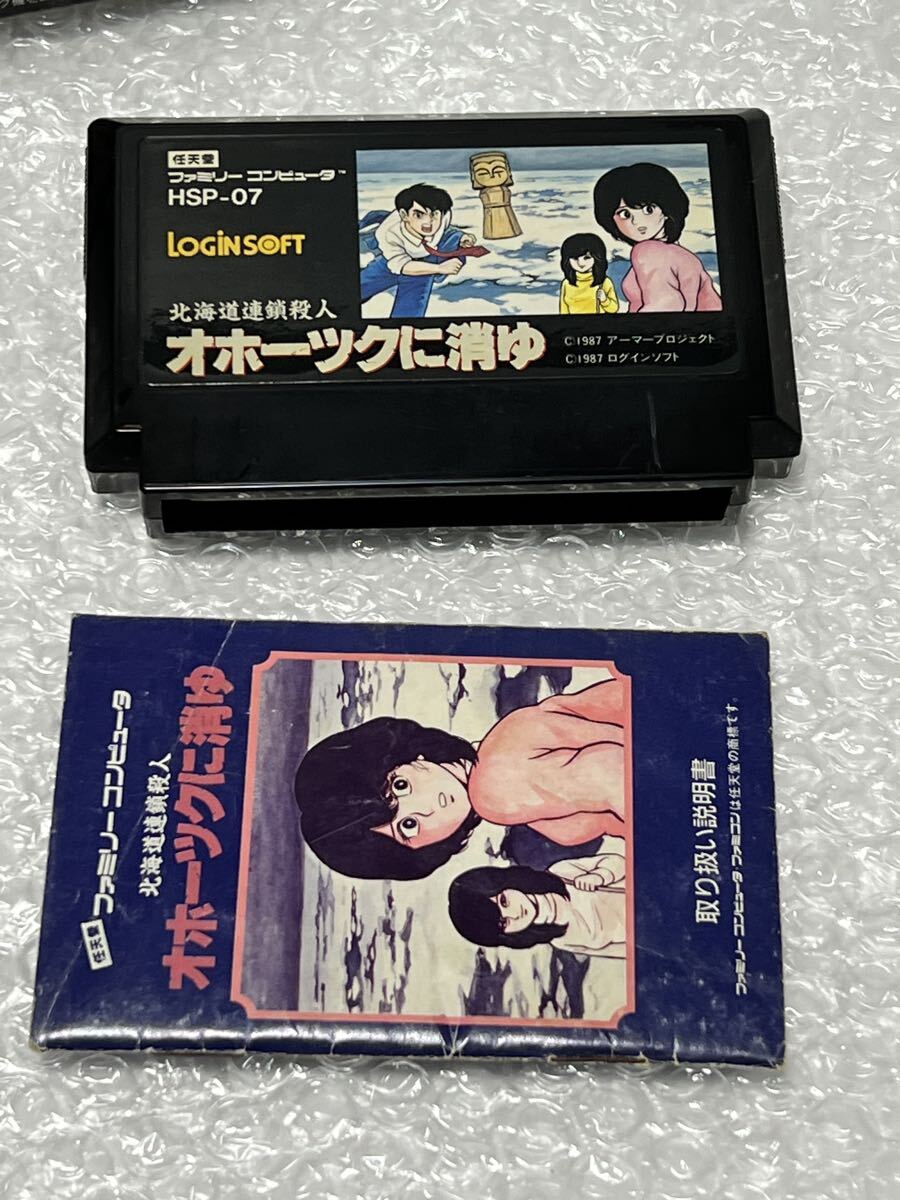 任天堂
ファミリー コンピュータ™
HSP-07
LOGiNSOFT
北海道連鎖殺人
オホーツクに消ゆ
C)1987 アーマープロジェクト
C)1987 ログインソフト
任天堂
ファミリーコンピュータ
北海道連鎖殺人
オホーツクに消ゆ
取り扱い説明書
ファミリーコンピュータ ファミコンは任天堂の商標です。